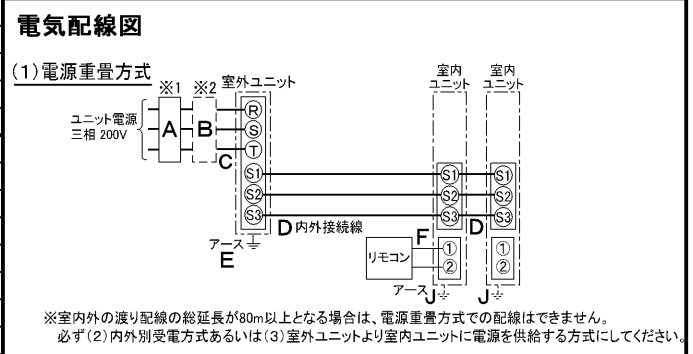 電気配線図
(1)電源重畳方式
※1 ※2 室外ユニット
室内
ユニット
室内
ユニット
ユニット電源
三相 200V
A
B
C
R
S
T
S1
S2
S3
S1
S2
S3
S1
S2
S3
D 内外接続線
D
アース
E
リモコン
F
①
②
①
②
アース
J
J
※室内外の渡り配線の総延長が80m以上となる場合は、電源重畳方式での配線はできません。
必ず(2)内外別受電方式あるいは(3)室外ユニットより室内ユニットに電源を供給する方式にしてください。